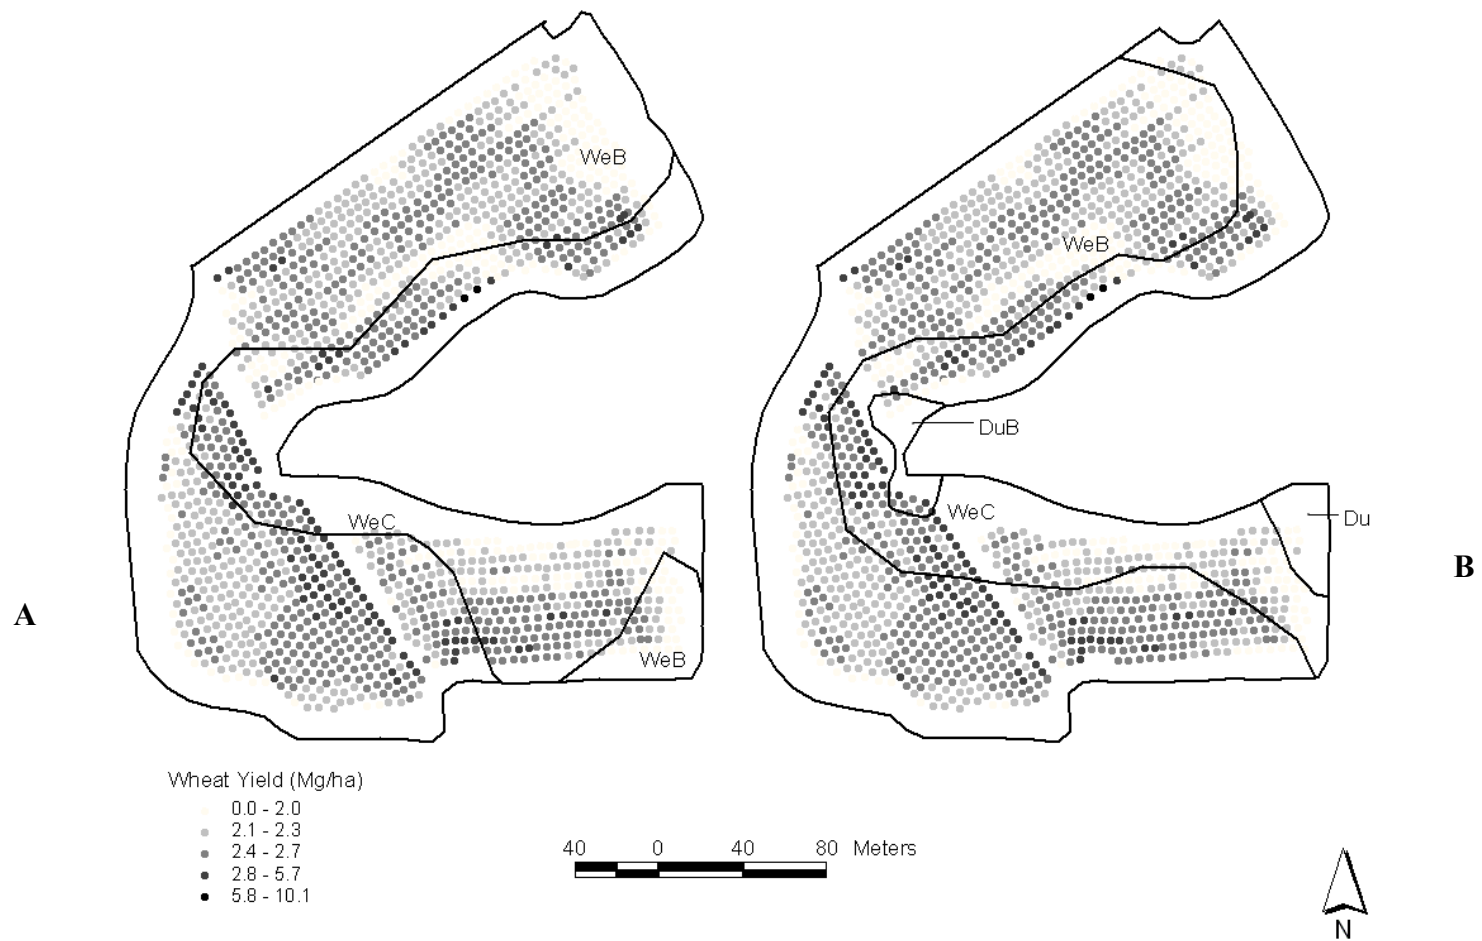 WeB
WeB
DuB
WeC
WeC
Du
B
A
WeB
Wheat Yield (Mg/ha)
0.0 - 2.0
2.1 - 2.3
2.4 - 2.7
2.8 - 5.7
5.8 - 10.1
40 0 40 80 Meters
N